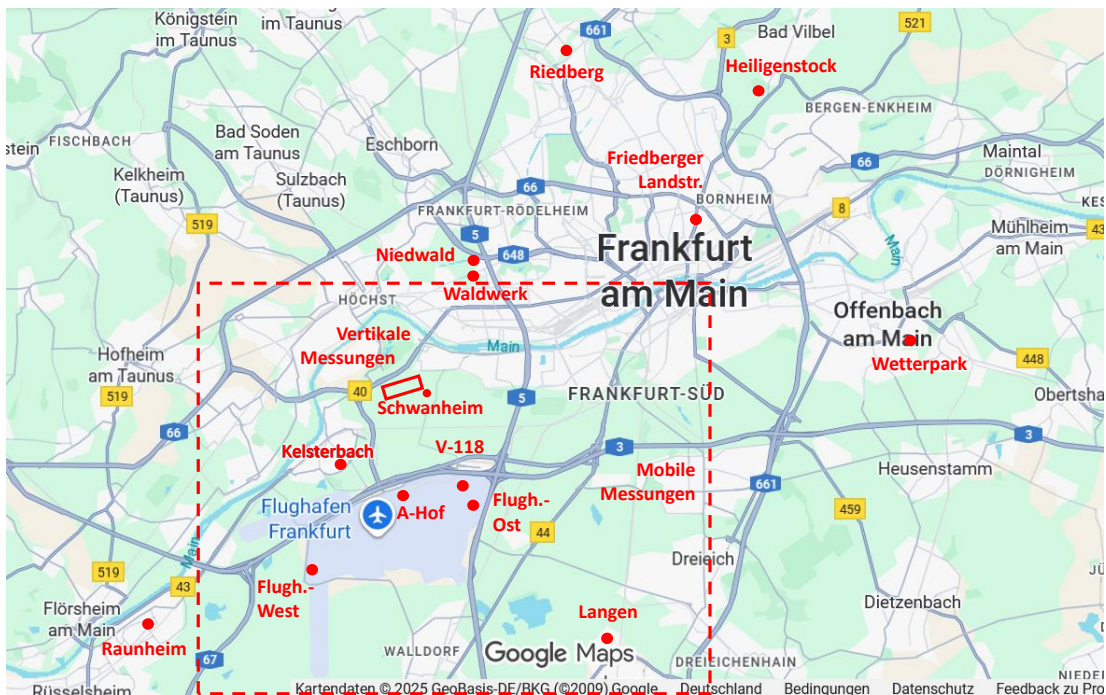 Königstein
im Taunus
im Taunus
661
3
Bad Vilbel
521
Riedberg
Heiligenstock
BERGEN-ENKHEIM
stein
FISCHBACH
Bad Soden
am Taunus
Eschborn
Friedberger
Landstr.
66
Maintal
DÖRNIGHEIM
Kelkheim
(Taunus)
Sulzbach
(Taunus)
66
BORNHEIM
8
KES
519
FRANKFURT-RÖDELHEIM
5
648
Frankfurt
am Main
Main
Mühlheim
am Main
43
Niedwald
Waldwerk
HÖCHST
Offenbach
am Main
Wetterpark
Vertikale
Messungen
Main
Hofheim
am Taunus
448
519
40
Schwanheim
5
FRANKFURT-SÜD
Obertsha
66
Kelsterbach
V-118
3
3
Mobile
Messungen
661
Heusenstamm
Flughafen
Frankfurt
A-Hof
Flugh.-
Ost
44
459
Main
519
43
Flugh.-
West
Dreieich
JÜ
Flörsheim
am Main
Raunheim
Langen
Dietzenbach
67
WALLDORF
Google Maps
DREIEICHENHAIN
NIEDER
Rüsselsheim
Kartendaten © 2025 GeoBasis-DE/BKG (©2009), Google Deutschland Bedingungen Datenschutz Feedback zu Pro